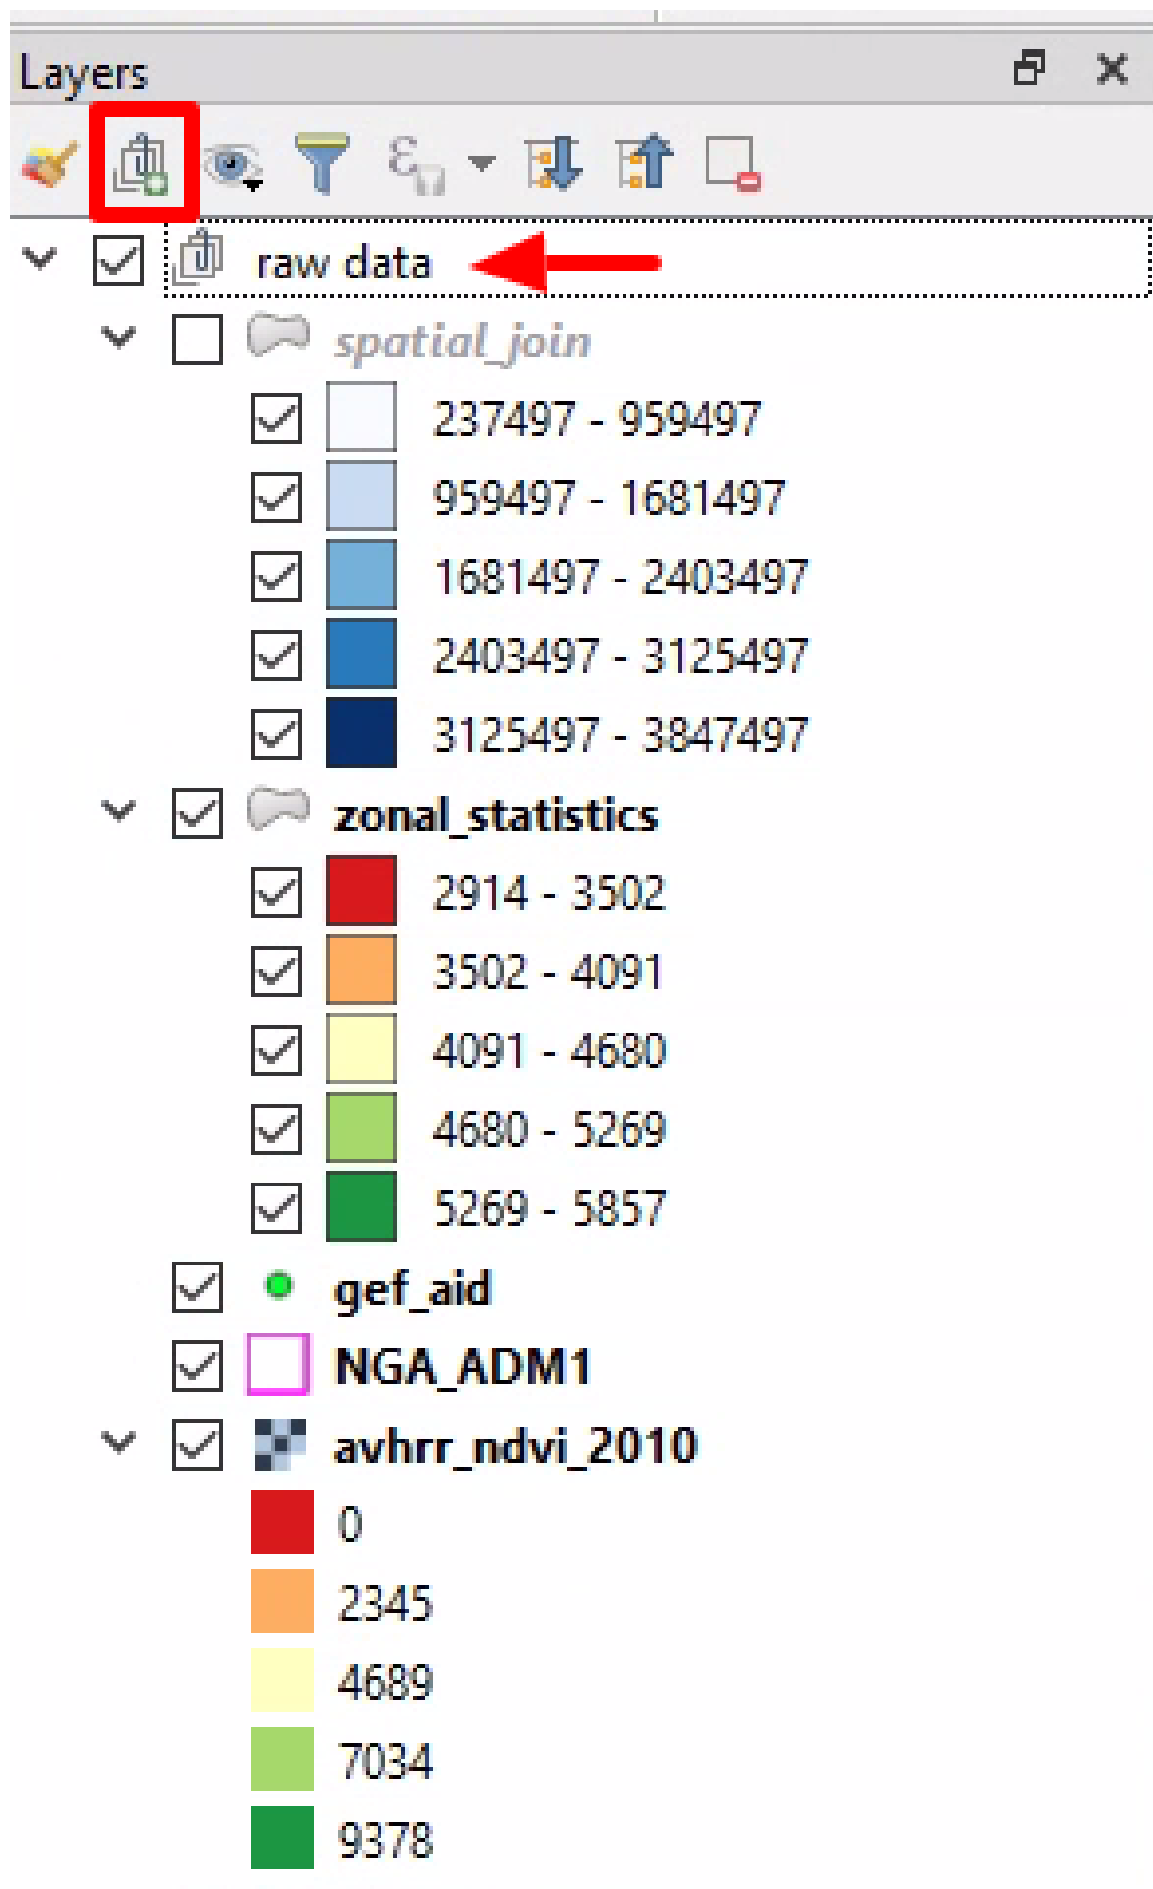 Layers
raw data
spatial_join
237497 - 959497
959497 - 1681497
1681497 - 2403497
2403497 - 3125497
3125497 - 3847497
zonal_statistics
2914 - 3502
3502 - 4091
4091 - 4680
4680 - 5269
5269 - 5857
gef_aid
NGA_ADM1
avhrr_ndvi_2010
0
2345
4689
7034
9378